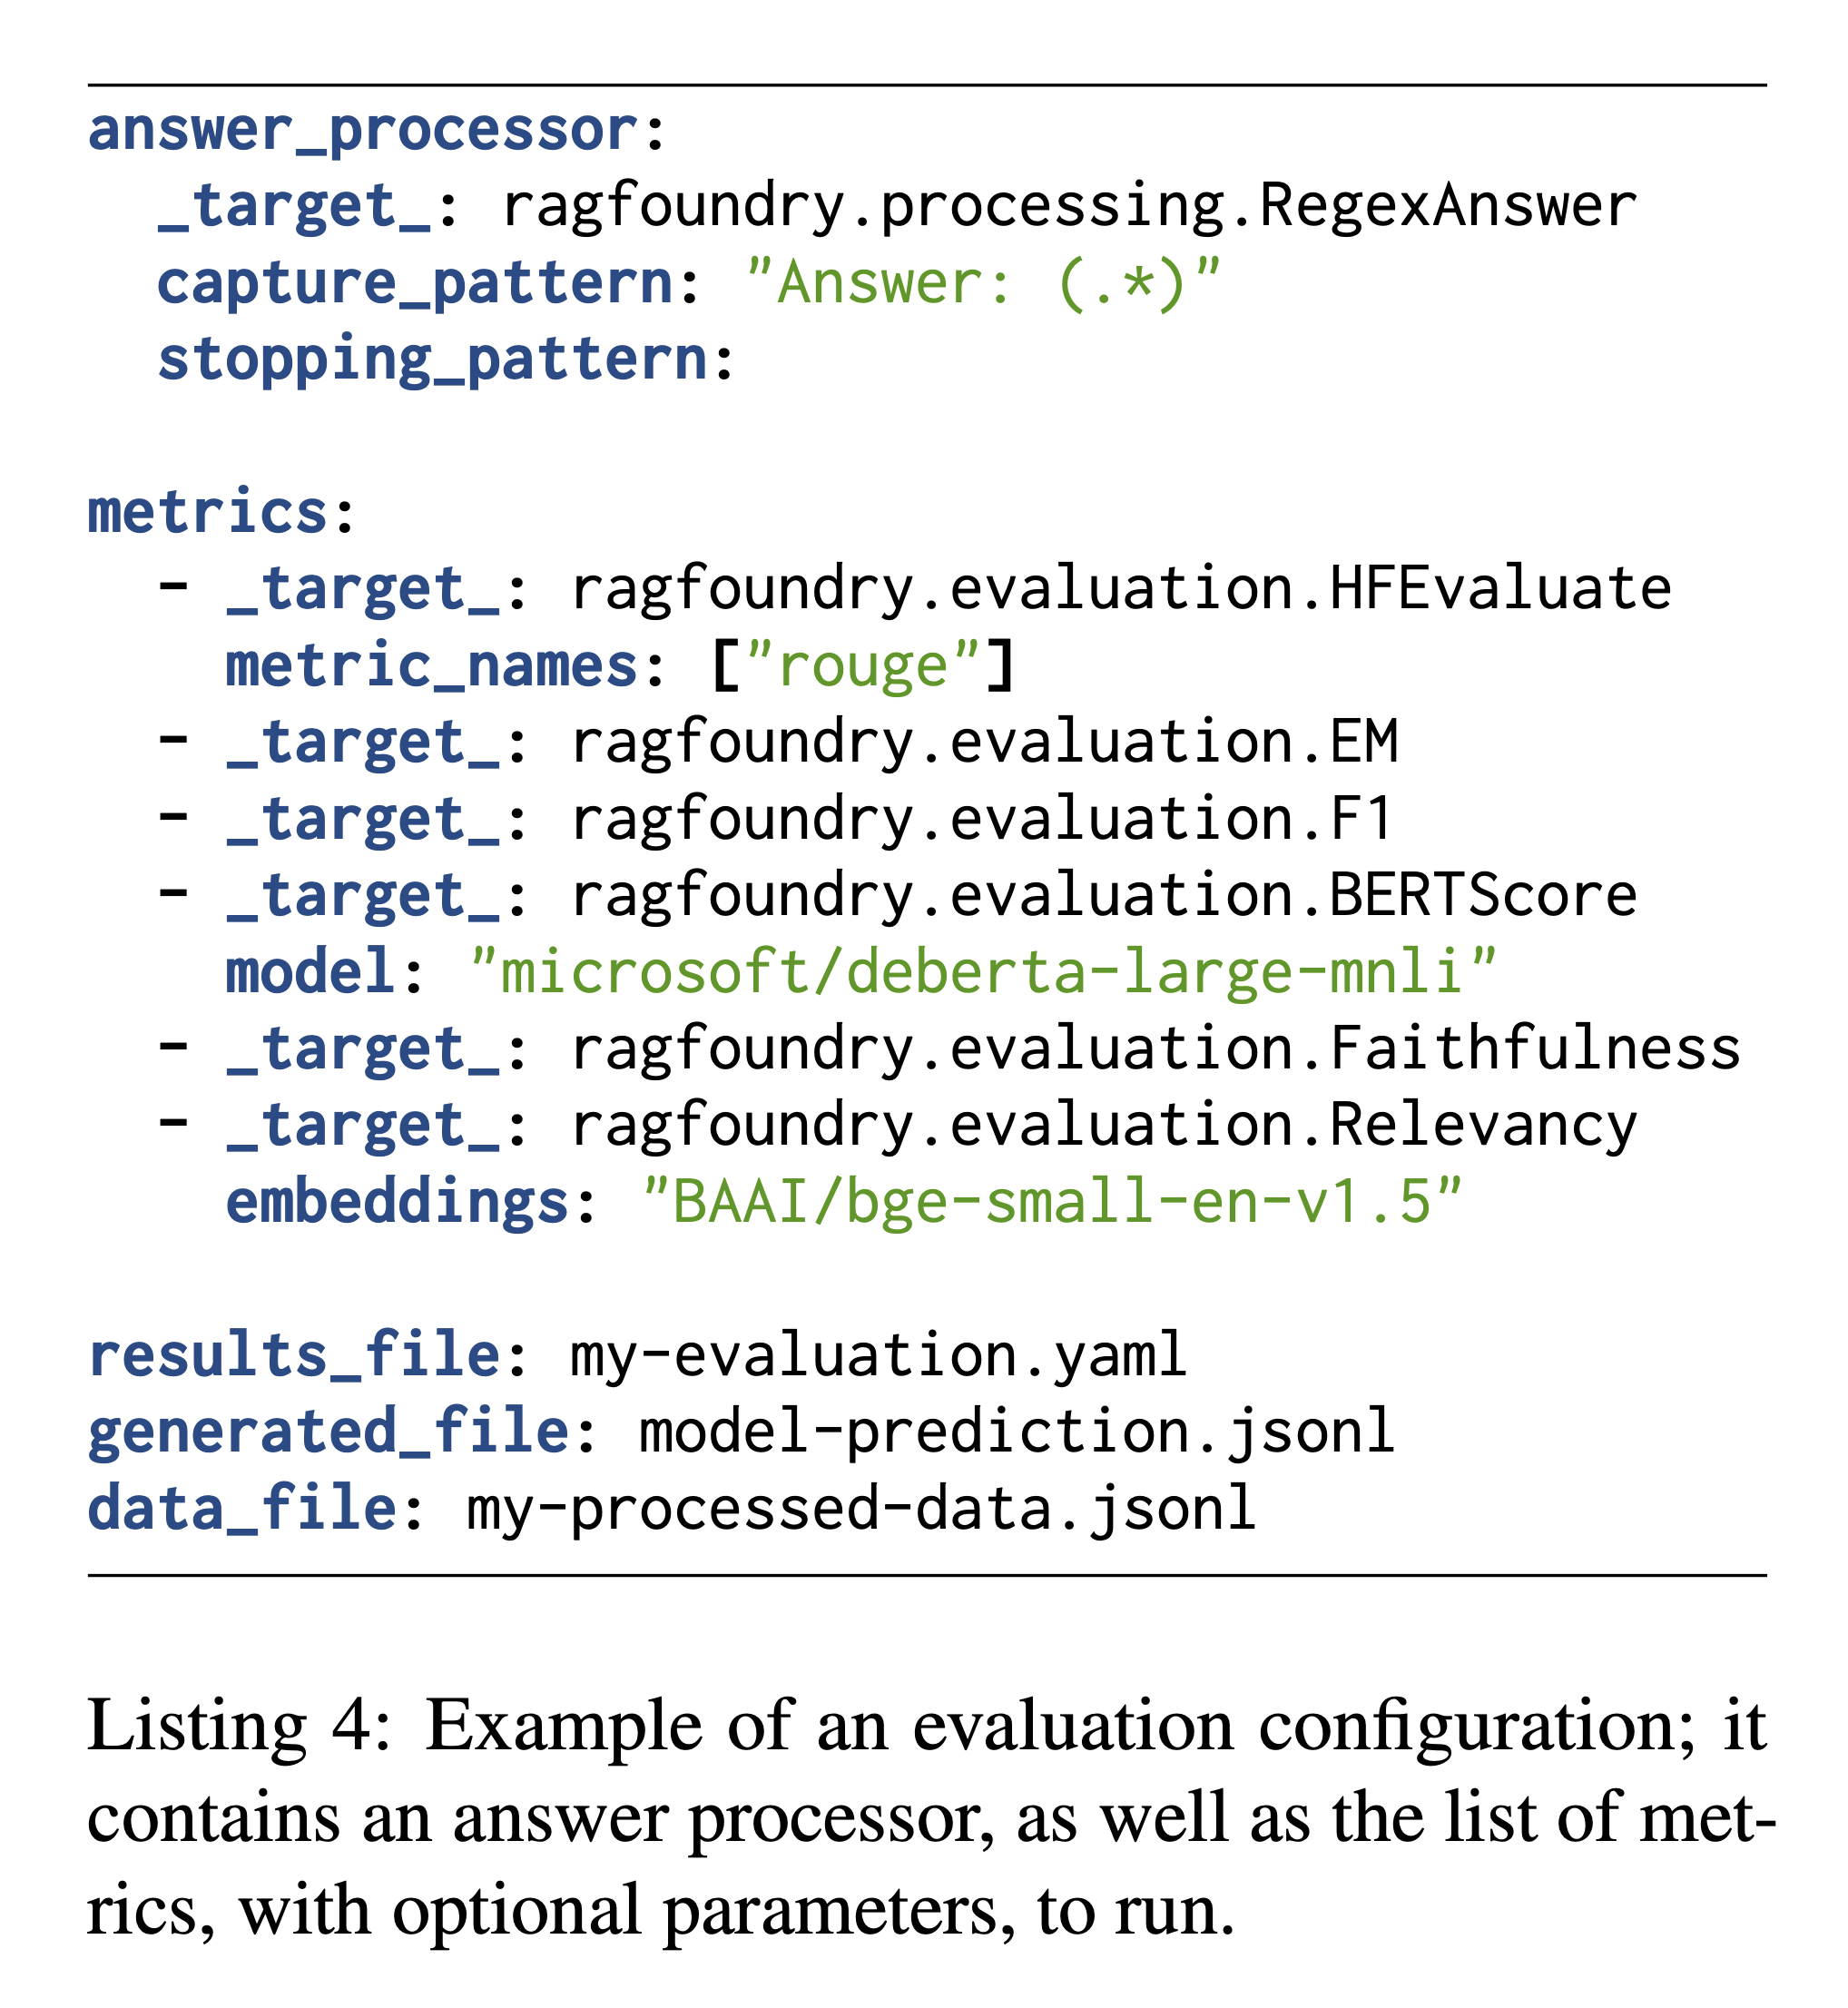 answer_processor:
  _target_: ragfoundry.processing.RegexAnswer
  capture_pattern: "Answer: (.*)"
  stopping_pattern:

metrics:
  - _target_: ragfoundry.evaluation.HFEvaluate
    metric_names: ["rouge"]
  - _target_: ragfoundry.evaluation.EM
  - _target_: ragfoundry.evaluation.F1
  - _target_: ragfoundry.evaluation.BERTScore
    model: "microsoft/deberta-large-mnli"
  - _target_: ragfoundry.evaluation.Faithfulness
  - _target_: ragfoundry.evaluation.Relevancy
    embeddings: "BAAI/bge-small-en-v1.5"

results_file: my-evaluation.yaml
generated_file: model-prediction.jsonl
data_file: my-processed-data.jsonl

Listing 4: Example of an evaluation configuration; it
contains an answer processor, as well as the list of met-
rics, with optional parameters, to run.